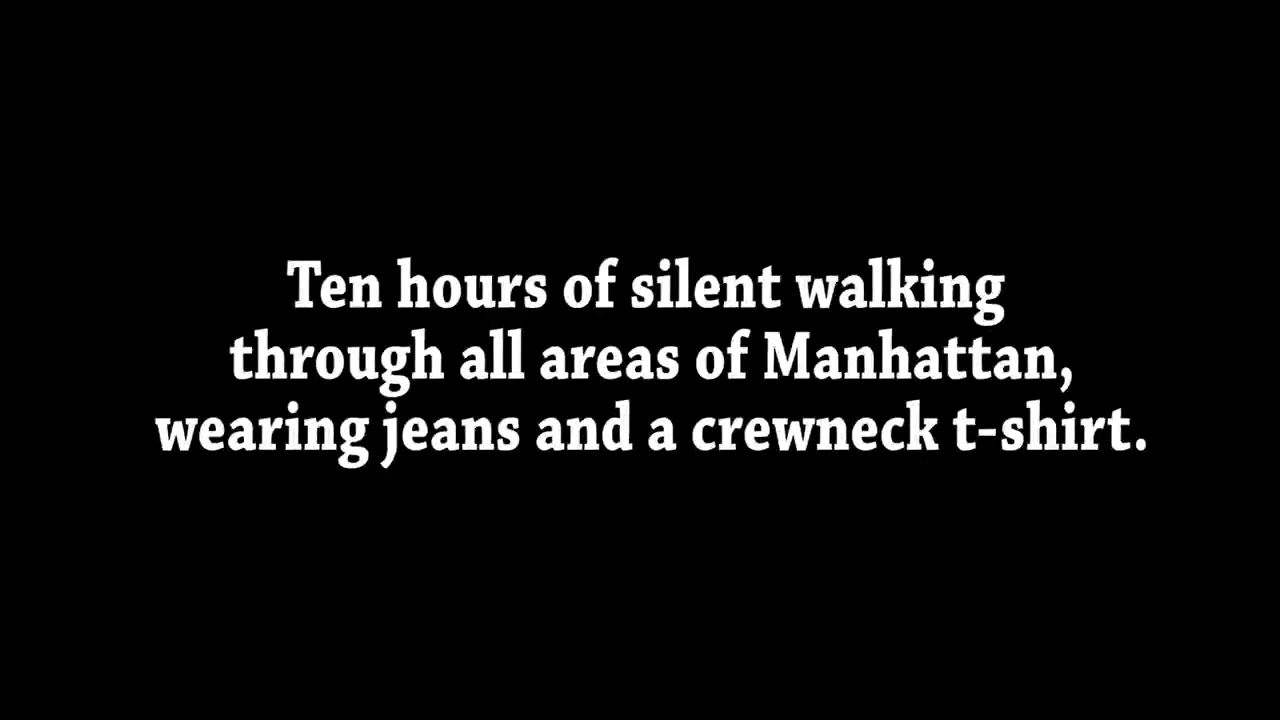 Ten hours of silent walking
through all areas of Manhattan,
wearing jeans and a crewneck t-shirt.